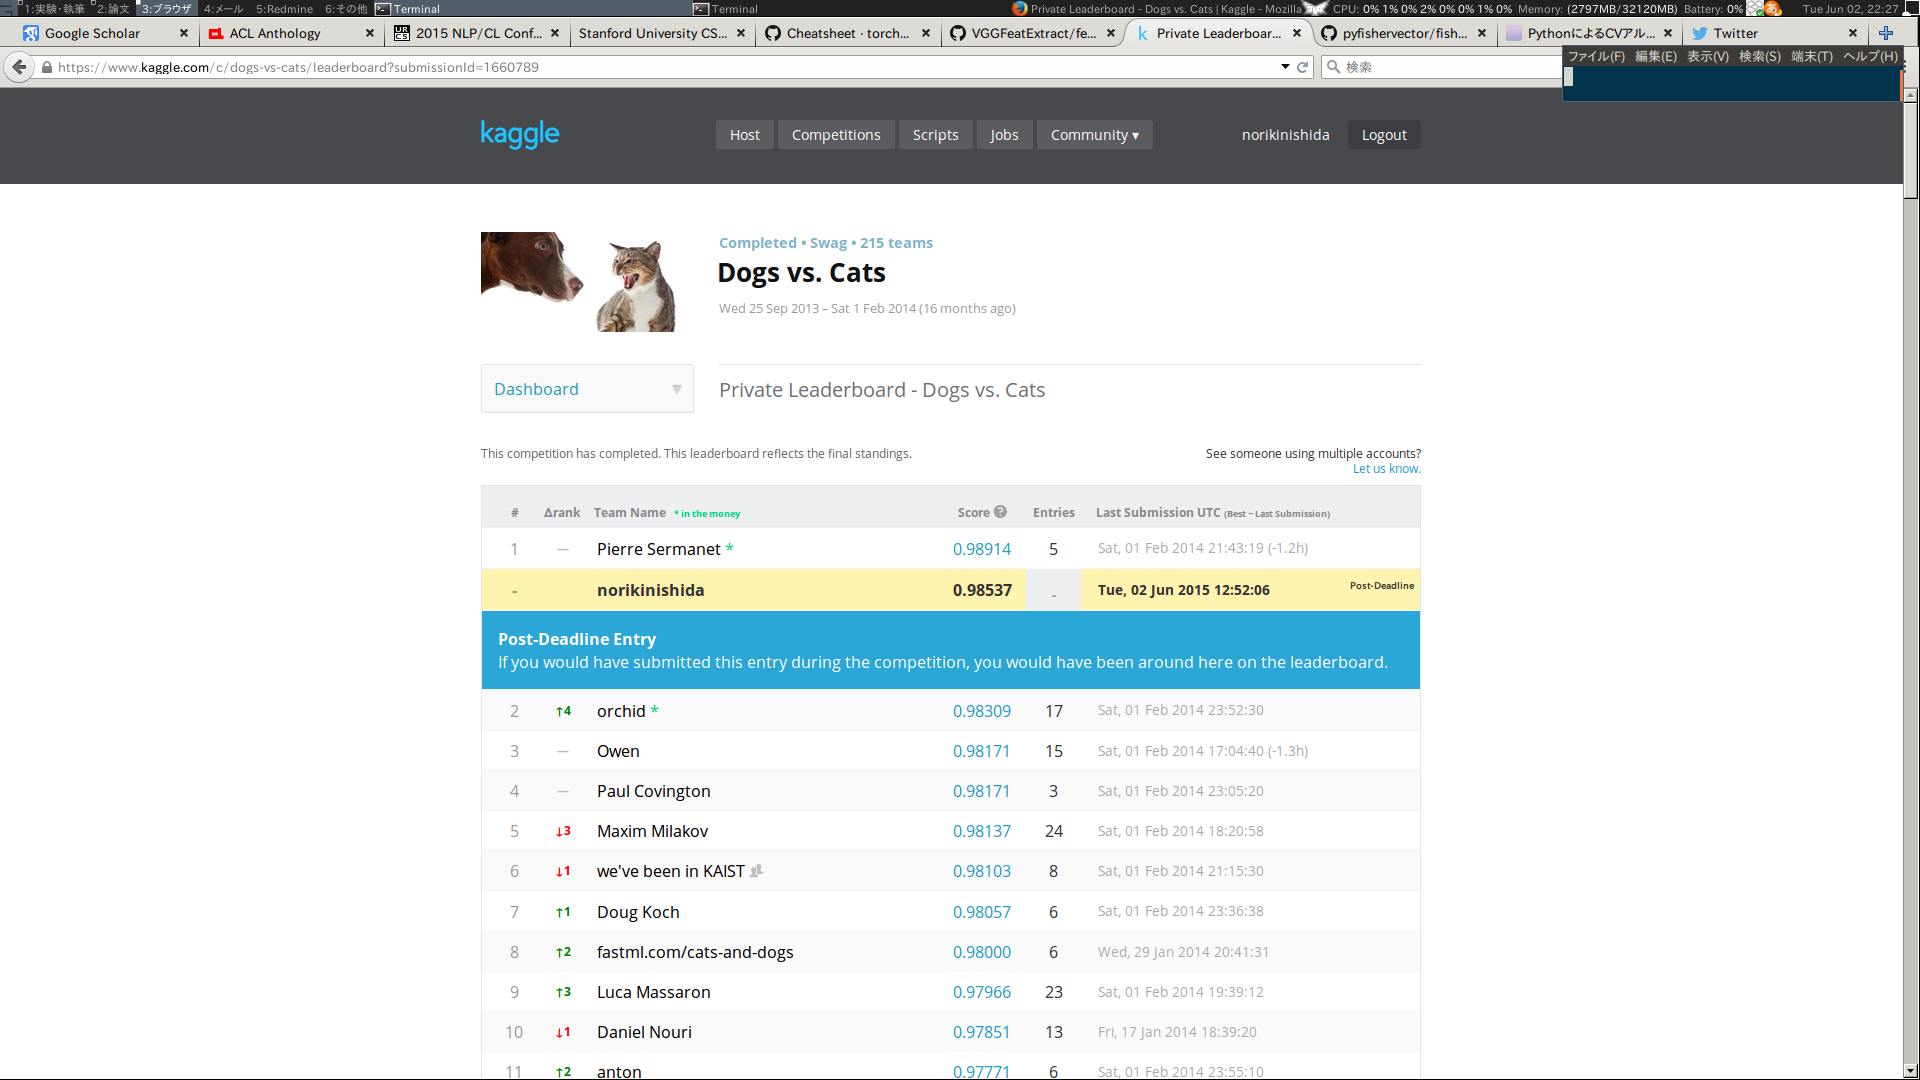 1:実験·執筆 2:論文 3:ブラウザ 4:メール 5:Redmine 6:その他 Terminal Terminal Private Leaderboard - Dogs vs. Cats | Kaggle - Mozilla CPU: 0% 1% 0% 2% 0% 0% 1% 0% Memory: (2797MB/32120MB) Battery: 0% あ Tue Jun 02, 22:27
Google Scholar ACL Anthology 2015 NLP/CL Conf... Stanford University CS... Cheatsheet · torch... VGGFeatExtract/fe... Private Leaderboar... pyfishervector/fish... PythonによるCVアル... Twitter
https://www.kaggle.com/c/dogs-vs-cats/leaderboard?submissionId=1660789 検索
ファイル(F) 編集(E) 表示(V) 検索(S) 端末(T) ヘルプ(H)
kaggle Host Competitions Scripts Jobs Community ▾ norikinishida Logout
Completed • Swag • 215 teams
Dogs vs. Cats
Wed 25 Sep 2013 – Sat 1 Feb 2014 (16 months ago)
Dashboard Private Leaderboard - Dogs vs. Cats
This competition has completed. This leaderboard reflects the final standings. See someone using multiple accounts?
Let us know.
# Δrank Team Name * in the money Score ? Entries Last Submission UTC (Best − Last Submission)
1 — Pierre Sermanet * 0.98914 5 Sat, 01 Feb 2014 21:43:19 (-1.2h)
- norikinishida 0.98537 - Tue, 02 Jun 2015 12:52:06 Post-Deadline
Post-Deadline Entry
If you would have submitted this entry during the competition, you would have been around here on the leaderboard.
2 ↑4 orchid * 0.98309 17 Sat, 01 Feb 2014 23:52:30
3 — Owen 0.98171 15 Sat, 01 Feb 2014 17:04:40 (-1.3h)
4 — Paul Covington 0.98171 3 Sat, 01 Feb 2014 23:05:20
5 ↓3 Maxim Milakov 0.98137 24 Sat, 01 Feb 2014 18:20:58
6 ↓1 we've been in KAIST 0.98103 8 Sat, 01 Feb 2014 21:15:30
7 ↑1 Doug Koch 0.98057 6 Sat, 01 Feb 2014 23:36:38
8 ↑2 fastml.com/cats-and-dogs 0.98000 6 Wed, 29 Jan 2014 20:41:31
9 ↑3 Luca Massaron 0.97966 23 Sat, 01 Feb 2014 19:39:12
10 ↓1 Daniel Nouri 0.97851 13 Fri, 17 Jan 2014 18:39:20
11 ↑2 anton 0.97771 6 Sat, 01 Feb 2014 23:55:10